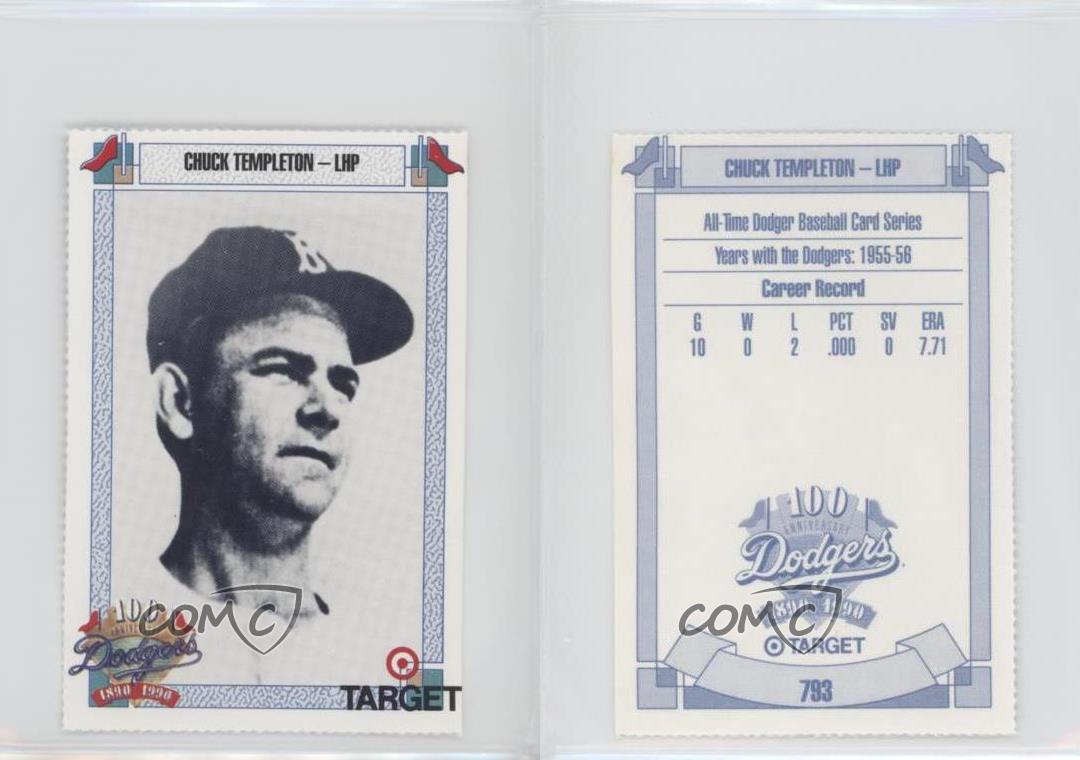 CHUCK TEMPLETON – LHP
B
100
ANNIVERSARY
Dodgers
1890 1990
TARGET
COMC
CHUCK TEMPLETON – LHP
All-Time Dodger Baseball Card Series
Years with the Dodgers: 1955-56
Career Record
G W L PCT SV ERA
10 0 2 .000 0 7.71
100
ANNIVERSARY
Dodgers
1890 1990
COMC
TARGET
793